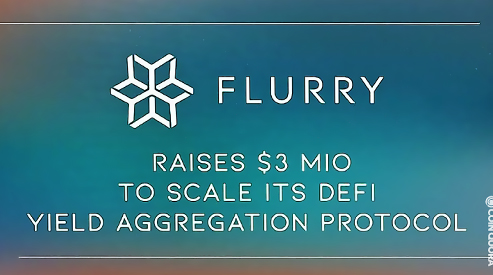 FLURRY
RAISES $3 MIO
TO SCALE ITS DEFI
YIELD AGGREGATION PROTOCOL